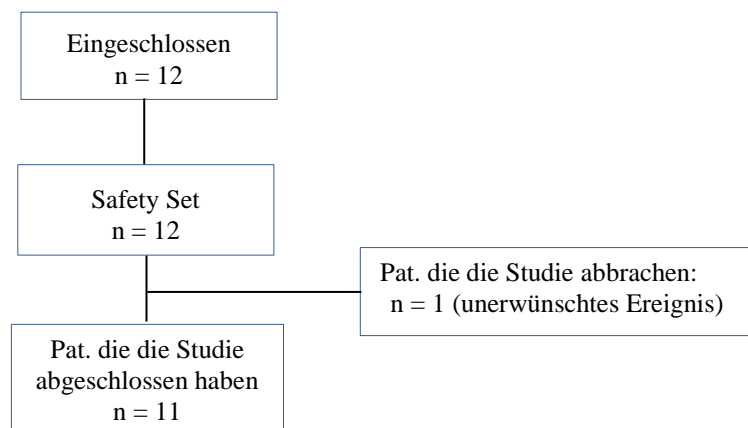 Eingeschlossen
n = 12
Safety Set
n = 12
Pat. die die Studie abbrachen:
n = 1 (unerwünschtes Ereignis)
Pat. die die Studie
abgeschlossen haben
n = 11